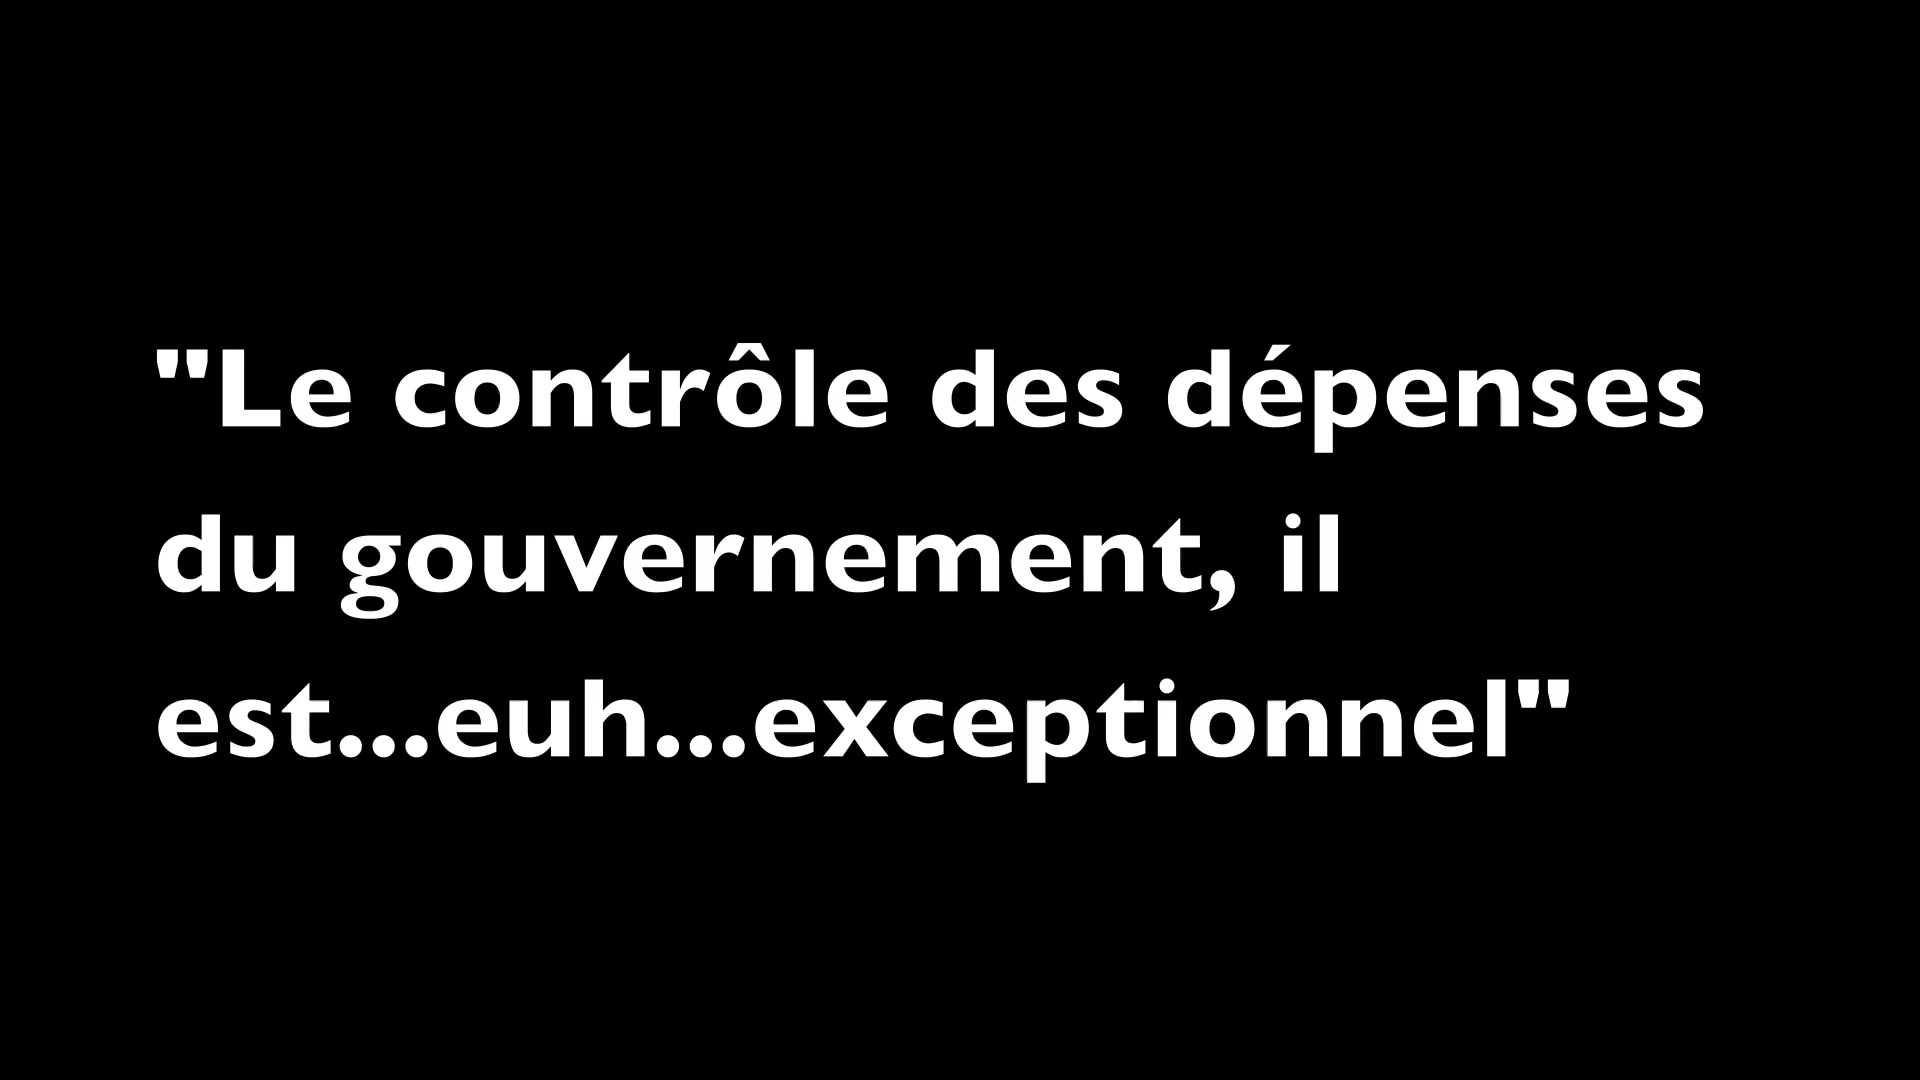 "Le contrôle des dépenses
du gouvernement, il
est...euh...exceptionnel"